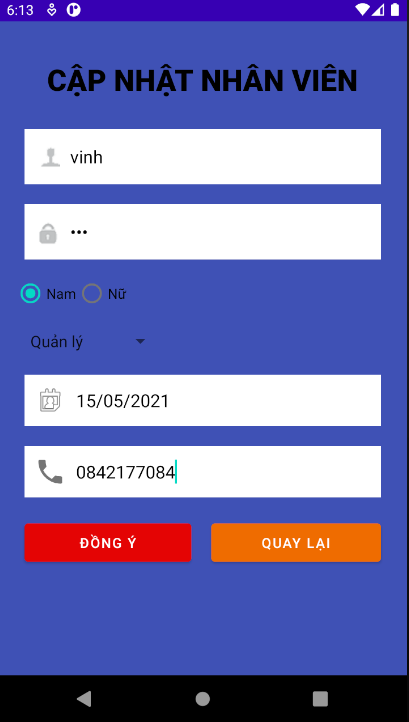 6:13
CẬP NHẬT NHÂN VIÊN
vinh
•••
Nam Nữ
Quản lý
15/05/2021
0842177084
ĐỒNG Ý QUAY LẠI